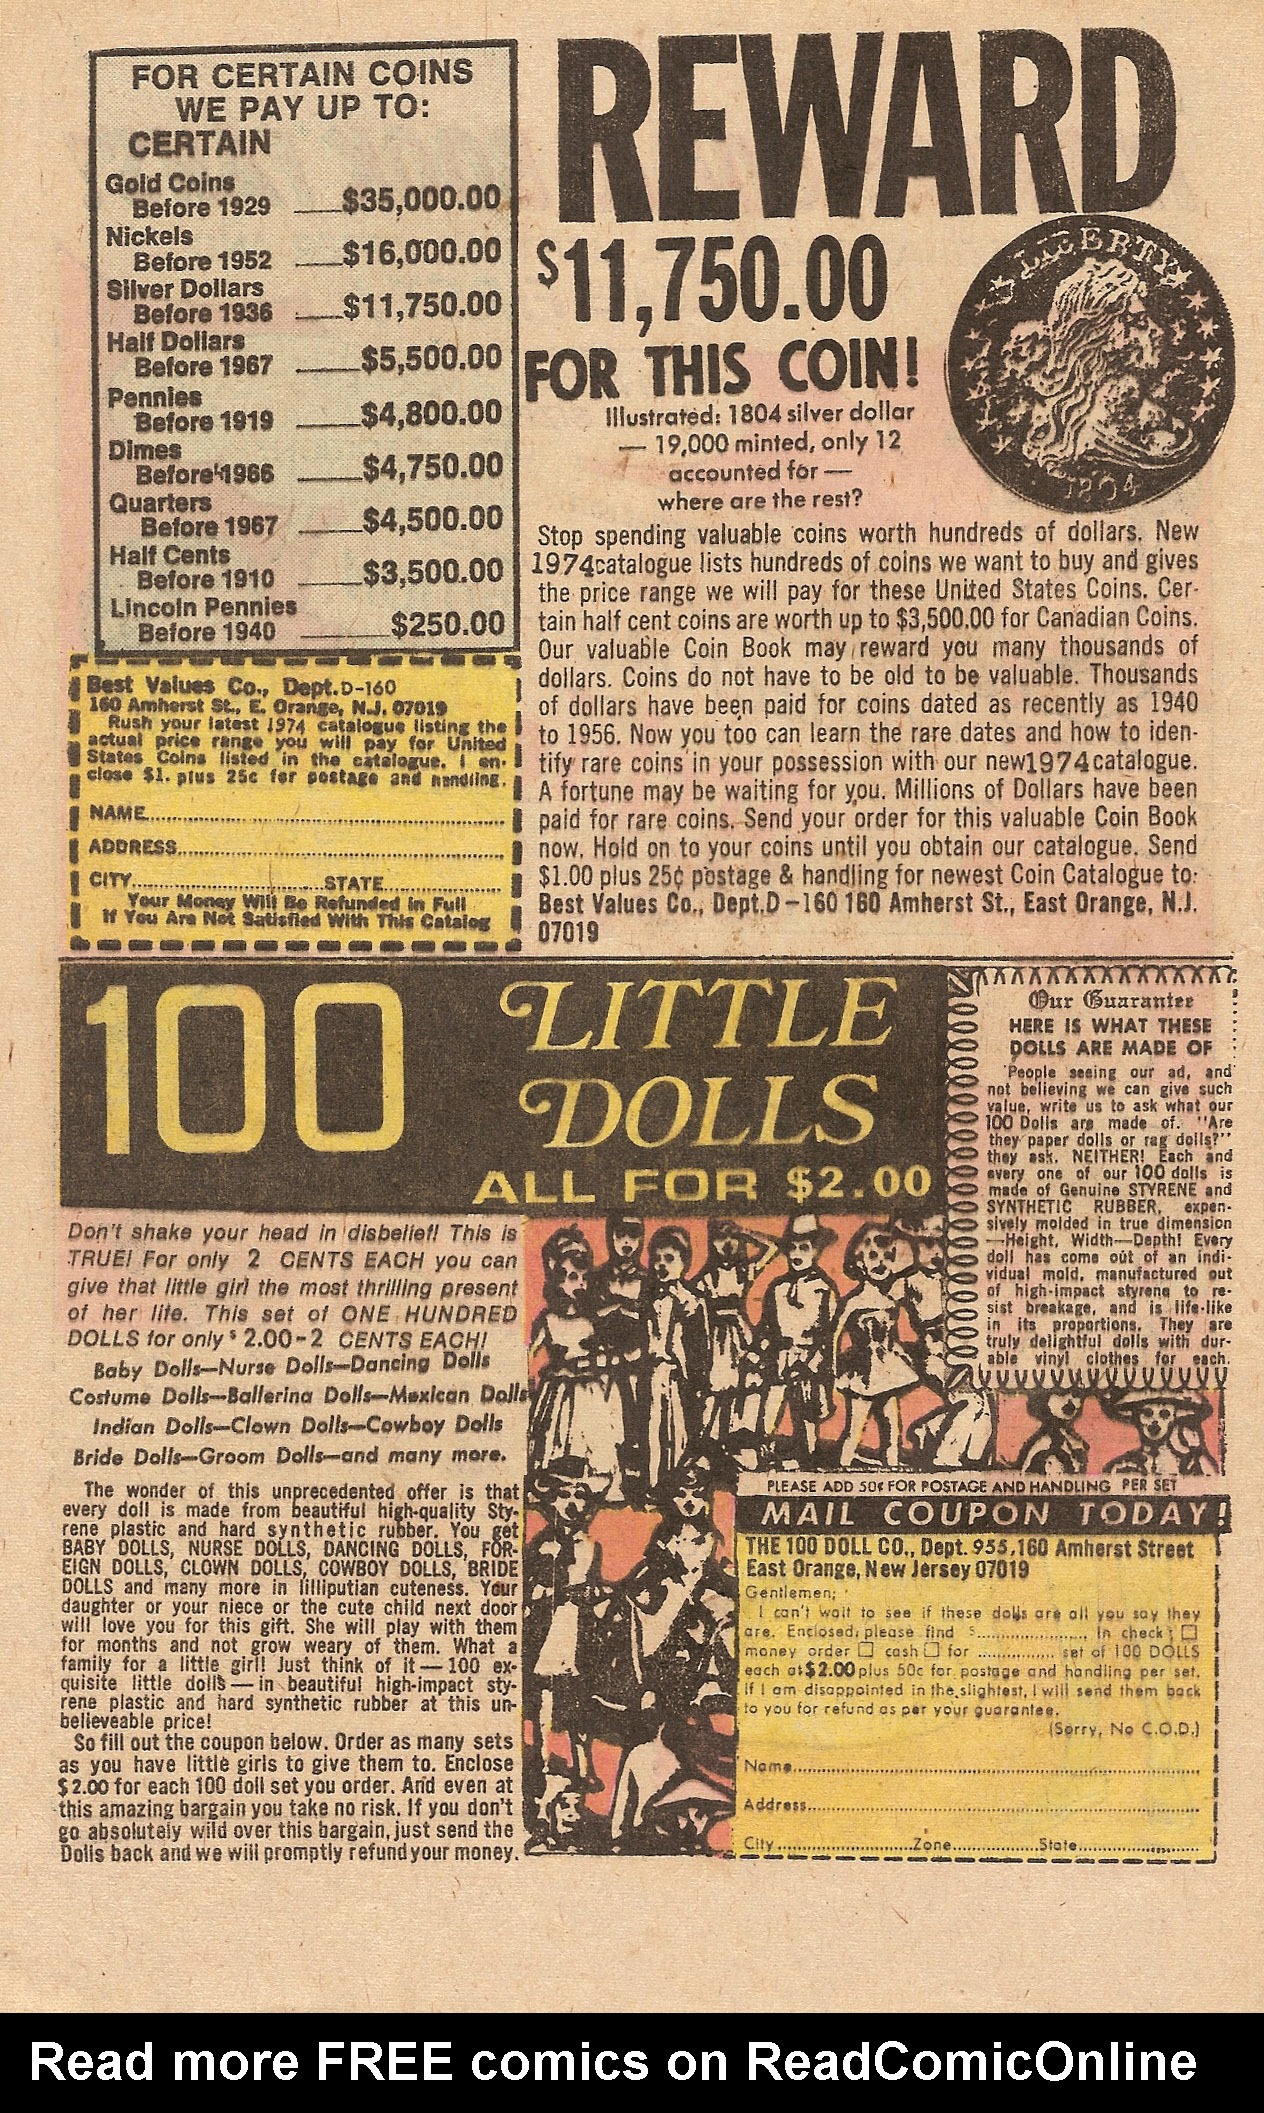 FOR CERTAIN COINS
WE PAY UP TO:
CERTAIN
Gold Coins
Before 1929 $35,000.00
Nickels
Before 1952 $16,000.00
Silver Dollars
Before 1936 $11,750.00
Half Dollars
Before 1967 $5,500.00
Pennies
Before 1919 $4,800.00
Dimes
Before 1966 $4,750.00
Quarters
Before 1967 $4,500.00
Half Cents
Before 1910 $3,500.00
Lincoln Pennies
Before 1940 $250.00
Best Values Co., Dept.D-160
160 Amherst St., E. Orange, N.J. 07019
Rush your latest 1974 catalogue listing the
actual price range you will pay for United
States Coins listed in the catalogue. I en-
close $1. plus 25c for postage and handling.
NAME
ADDRESS
CITY STATE
Your Money Will Be Refunded in Full
If You Are Not Satisfied With This Catalog
REWARD
$11,750.00
FOR THIS COIN!
LIBERTY
1804
Illustrated: 1804 silver dollar
— 19,000 minted, only 12
accounted for —
where are the rest?
Stop spending valuable coins worth hundreds of dollars. New
1974 catalogue lists hundreds of coins we want to buy and gives
the price range we will pay for these United States Coins. Cer-
tain half cent coins are worth up to $3,500.00 for Canadian Coins.
Our valuable Coin Book may reward you many thousands of
dollars. Coins do not have to be old to be valuable. Thousands
of dollars have been paid for coins dated as recently as 1940
to 1956. Now you too can learn the rare dates and how to iden-
tify rare coins in your possession with our new 1974 catalogue.
A fortune may be waiting for you. Millions of Dollars have been
paid for rare coins. Send your order for this valuable Coin Book
now. Hold on to your coins until you obtain our catalogue. Send
$1.00 plus 25¢ postage & handling for newest Coin Catalogue to:
Best Values Co., Dept.D-160 160 Amherst St., East Orange, N.J.
07019
100 LITTLE
DOLLS
ALL FOR $2.00
Don't shake your head in disbelief! This is
TRUE! For only 2 CENTS EACH you can
give that little girl the most thrilling present
of her life. This set of ONE HUNDRED
DOLLS for only $2.00-2 CENTS EACH!
Baby Dolls—Nurse Dolls—Dancing Dolls
Costume Dolls—Ballerina Dolls—Mexican Dolls
Indian Dolls—Clown Dolls—Cowboy Dolls
Bride Dolls—Groom Dolls—and many more.
The wonder of this unprecedented offer is that
every doll is made from beautiful high-quality Sty-
rene plastic and hard synthetic rubber. You get
BABY DOLLS, NURSE DOLLS, DANCING DOLLS, FOR-
EIGN DOLLS, CLOWN DOLLS, COWBOY DOLLS, BRIDE
DOLLS and many more in lilliputian cuteness. Your
daughter or your niece or the cute child next door
will love you for this gift. She will play with them
for months and not grow weary of them. What a
family for a little girl! Just think of it — 100 ex-
quisite little dolls — in beautiful high-impact sty-
rene plastic and hard synthetic rubber at this un-
believeable price!
So fill out the coupon below. Order as many sets
as you have little girls to give them to. Enclose
$2.00 for each 100 doll set you order. And even at
this amazing bargain you take no risk. If you don't
go absolutely wild over this bargain, just send the
Dolls back and we will promptly refund your money.
Our Guarantee
HERE IS WHAT THESE
DOLLS ARE MADE OF
People seeing our ad, and
not believing we can give such
value, write us to ask what our
100 Dolls are made of. "Are
they paper dolls or rag dolls?"
they ask. NEITHER! Each and
every one of our 100 dolls is
made of Genuine STYRENE and
SYNTHETIC RUBBER, expen-
sively molded in true dimension
—Height, Width—Depth! Every
doll has come out of an indi-
vidual mold, manufactured out
of high-impact styrene to re-
sist breakage, and is life-like
in its proportions. They are
truly delightful dolls with dur-
able vinyl clothes for each.
PLEASE ADD 50¢ FOR POSTAGE AND HANDLING PER SET
MAIL COUPON TODAY!
THE 100 DOLL CO., Dept. 955, 160 Amherst Street
East Orange, New Jersey 07019
Gentlemen:
I can't wait to see if these dolls are all you say they
are. Enclosed please find $ in check
money order cash for set of 100 DOLLS
each at $2.00 plus 50c for postage and handling per set.
If I am disappointed in the slightest, I will send them back
to you for refund as per your guarantee.
(Sorry, No C.O.D.)
Name
Address
City Zone State
Read more FREE comics on ReadComicOnline